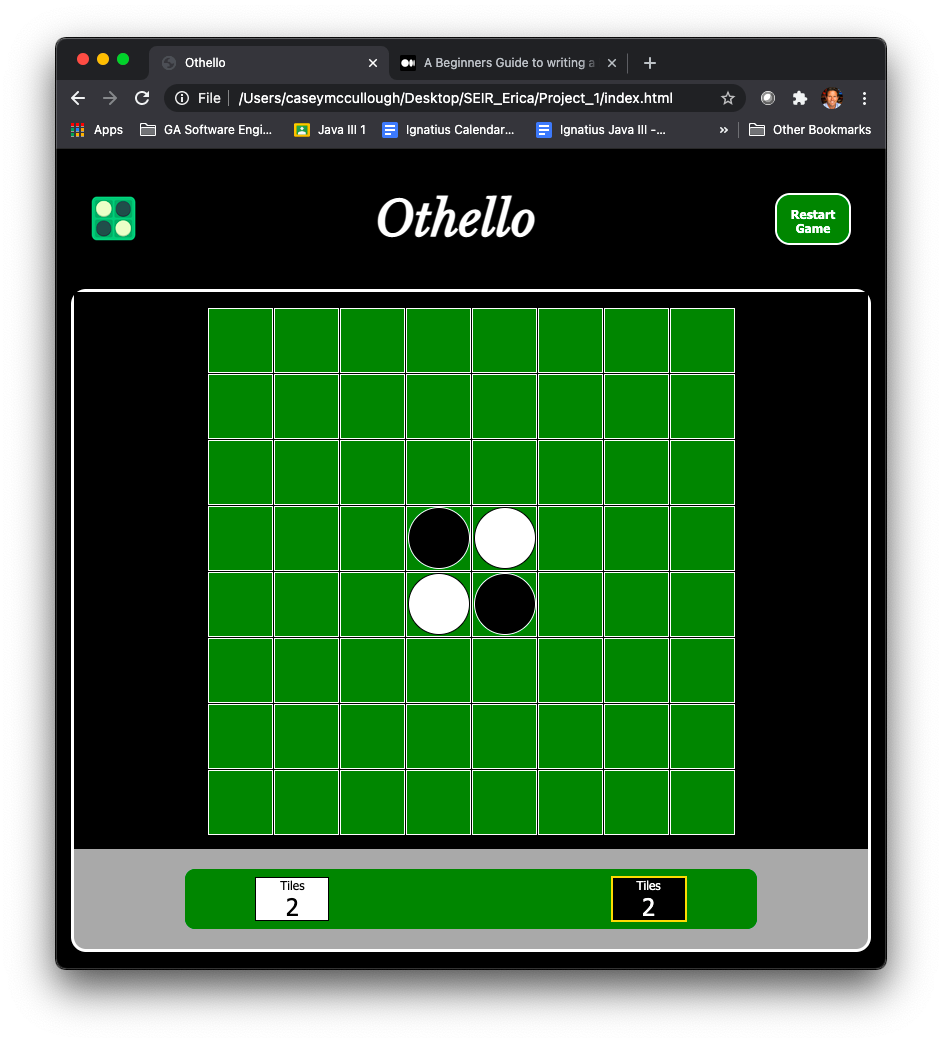 Othello
A Beginners Guide to writing a
File
/Users/caseymccullough/Desktop/SEIR_Erica/Project_1/index.html
Apps
GA Software Engi...
Java III 1
Ignatius Calendar...
Ignatius Java III -...
»
Other Bookmarks
Othello
Restart
Game
Tiles
2
Tiles
2